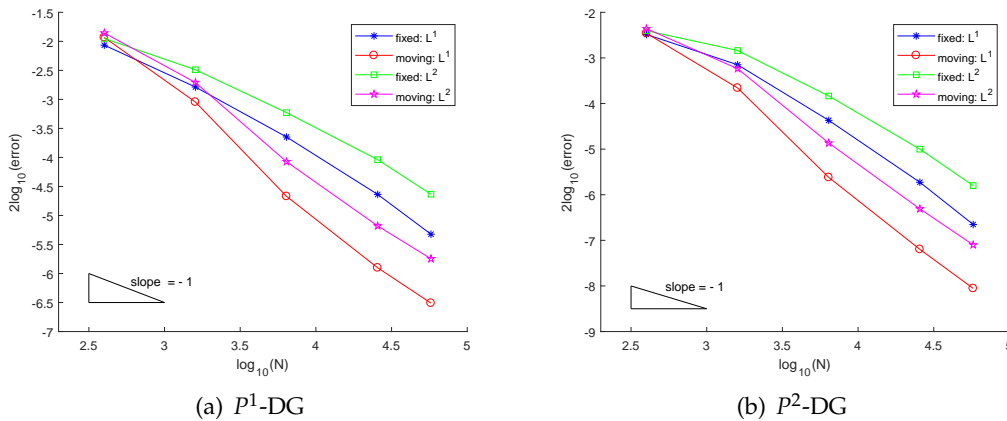 -1.5
-2
-2.5
-3
-3.5
-4
-4.5
-5
-5.5
-6
-6.5
-7
2log10(error)
2.5 3 3.5 4 4.5 5
log10(N)
fixed: L¹
moving: L¹
fixed: L²
moving: L²
slope = - 1
(a) P¹-DG
-2
-3
-4
-5
-6
-7
-8
-9
2log10(error)
2.5 3 3.5 4 4.5 5
log10(N)
fixed: L¹
moving: L¹
fixed: L²
moving: L²
slope = - 1
(b) P²-DG